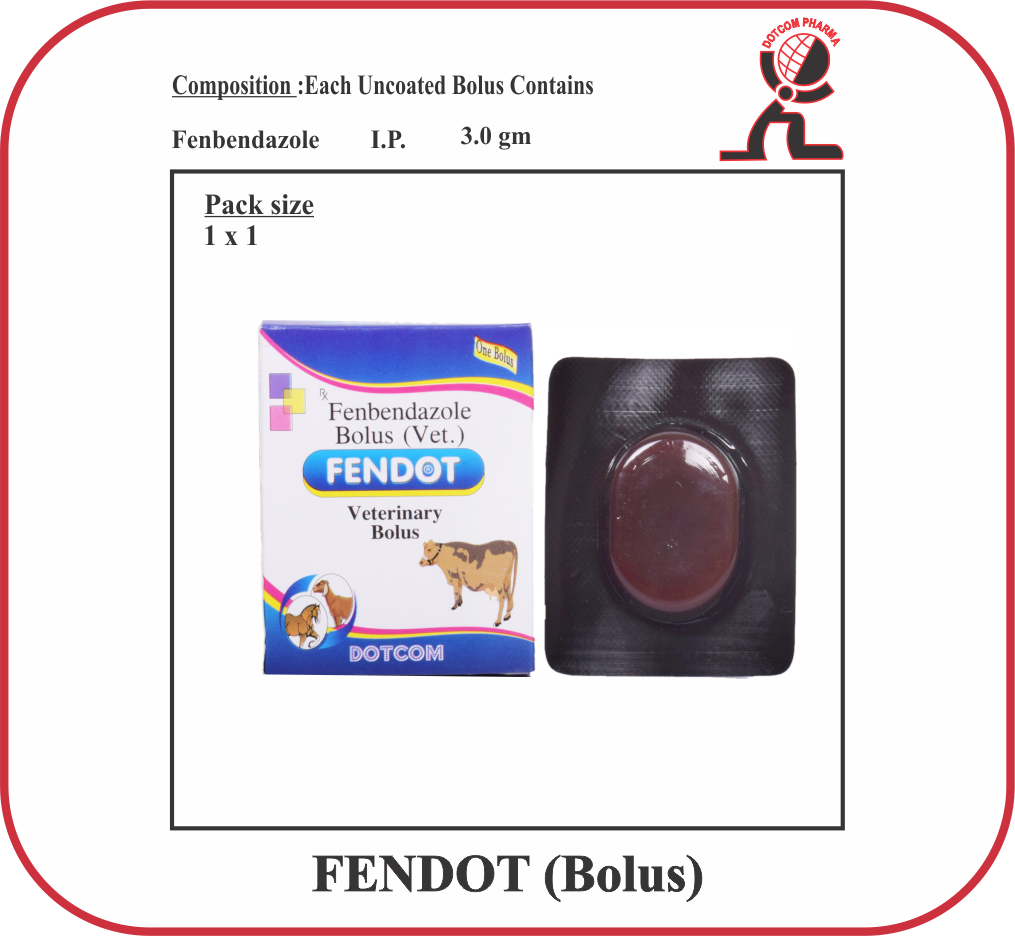 DOTCOM PHARMA
Composition :Each Uncoated Bolus Contains
Fenbendazole I.P. 3.0 gm
Pack size
1 x 1
One Bolus
Rx
Fenbendazole
Bolus (Vet.)
FENDOT®
Veterinary
Bolus
DOTCOM
FENDOT (Bolus)